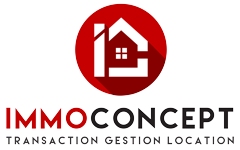 IMMOCONCEPT
TRANSACTION GESTION LOCATION